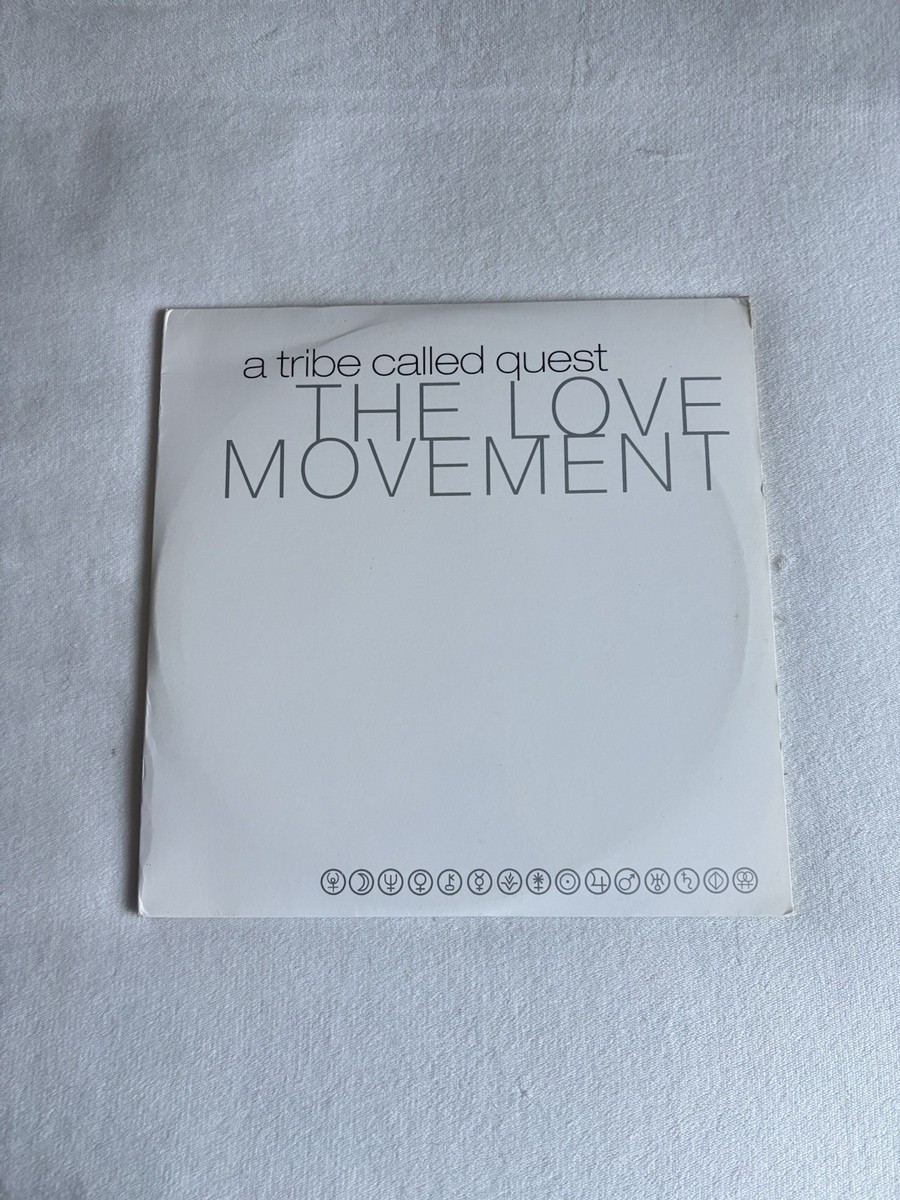 a tribe called quest
THE LOVE
MOVEMENT